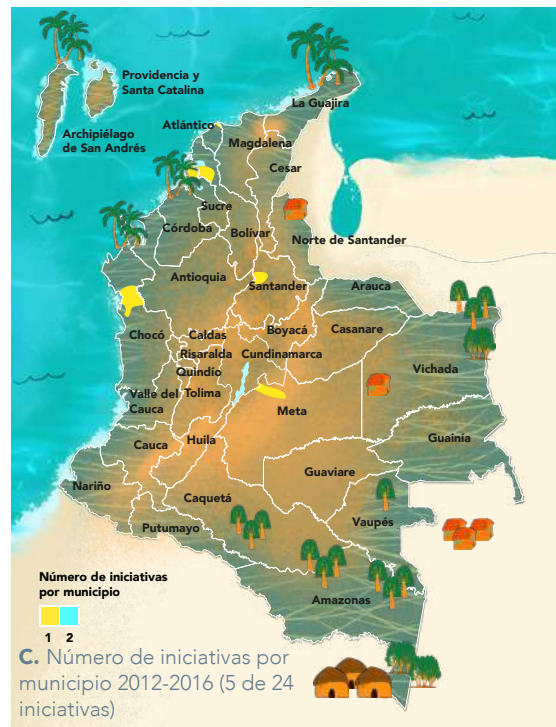 Providencia y
Santa Catalina
Archipiélago
de San Andrés
La Guajira
Atlántico
Magdalena
Cesar
Sucre
Córdoba
Bolívar
Norte de Santander
Antioquia
Santander
Arauca
Chocó
Caldas
Boyacá
Casanare
Risaralda
Cundinamarca
Quindío
Vichada
Valle del
Cauca
Tolima
Meta
Guainía
Cauca
Huila
Guaviare
Nariño
Caquetá
Vaupés
Putumayo
Amazonas
Número de iniciativas
por municipio
1 2
C. Número de iniciativas por
municipio 2012-2016 (5 de 24
iniciativas)